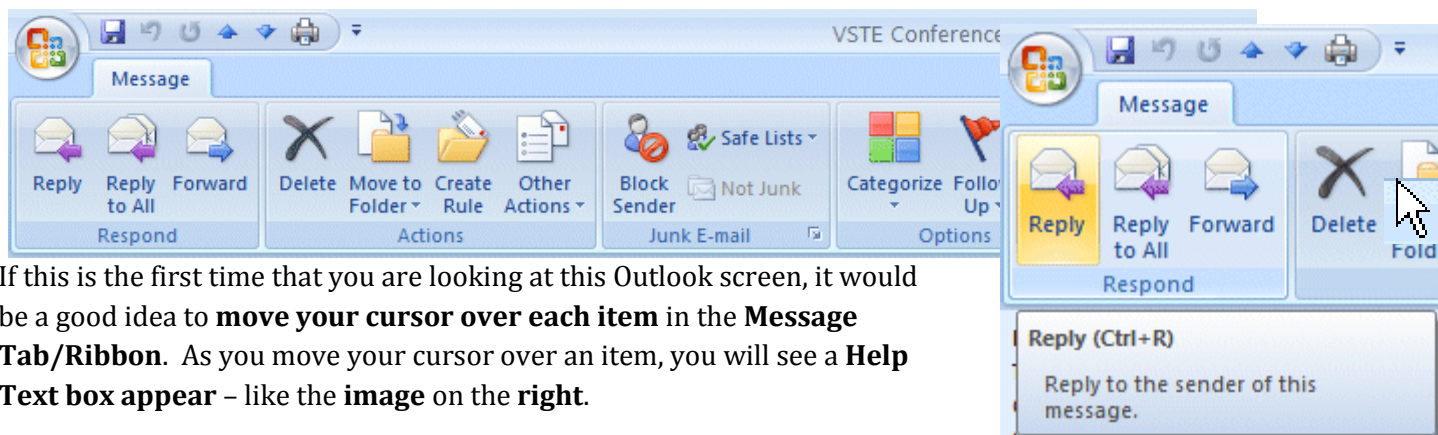 VSTE Conference
Message
Reply Reply to All Forward
Respond
Delete Move to Folder Create Rule Other Actions
Actions
Block Sender Safe Lists Not Junk
Junk E-mail
Categorize Follo Up
Options
If this is the first time that you are looking at this Outlook screen, it would
be a good idea to move your cursor over each item in the Message
Tab/Ribbon. As you move your cursor over an item, you will see a Help
Text box appear – like the image on the right.
Message
Reply Reply to All Forward
Respond
Delete Fold
Reply (Ctrl+R)
Reply to the sender of this
message.